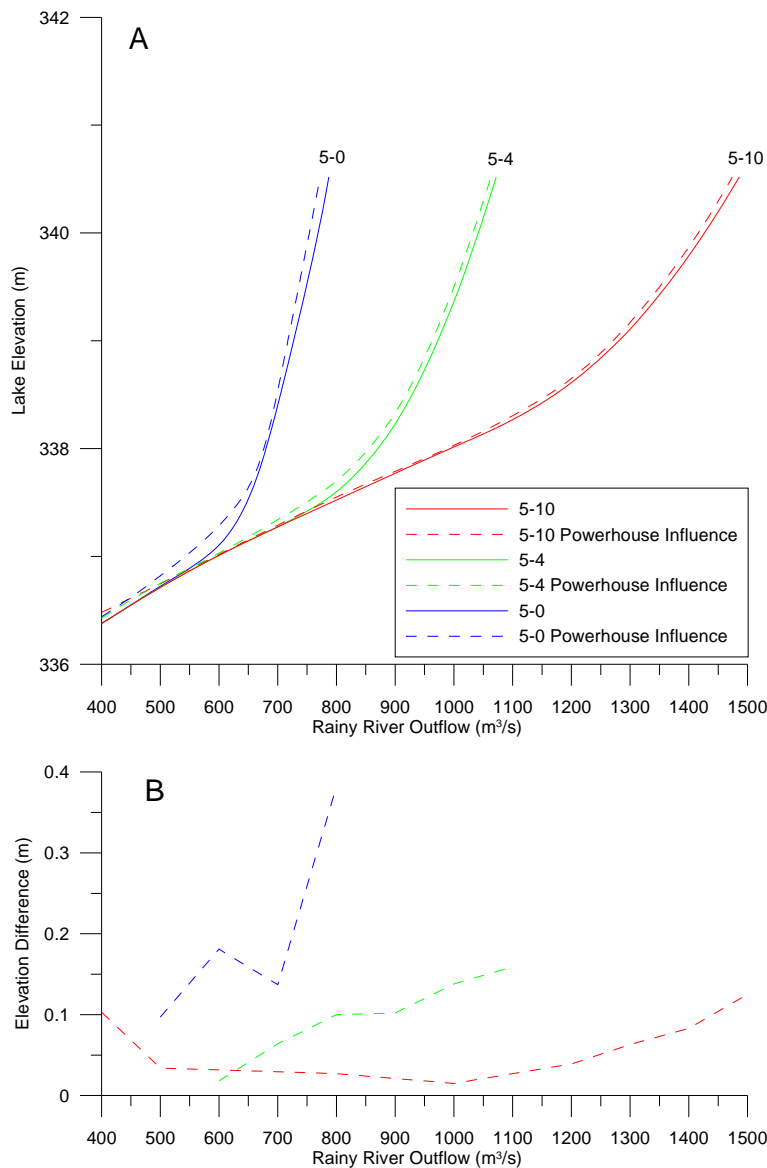 342
A
5-0
5-4
5-10
340
Lake Elevation (m)
338
5-10
5-10 Powerhouse Influence
5-4
5-4 Powerhouse Influence
5-0
5-0 Powerhouse Influence
336
400 500 600 700 800 900 1000 1100 1200 1300 1400 1500
Rainy River Outflow (m³/s)
0.4
B
0.3
Elevation Difference (m)
0.2
0.1
0
400 500 600 700 800 900 1000 1100 1200 1300 1400 1500
Rainy River Outflow (m³/s)